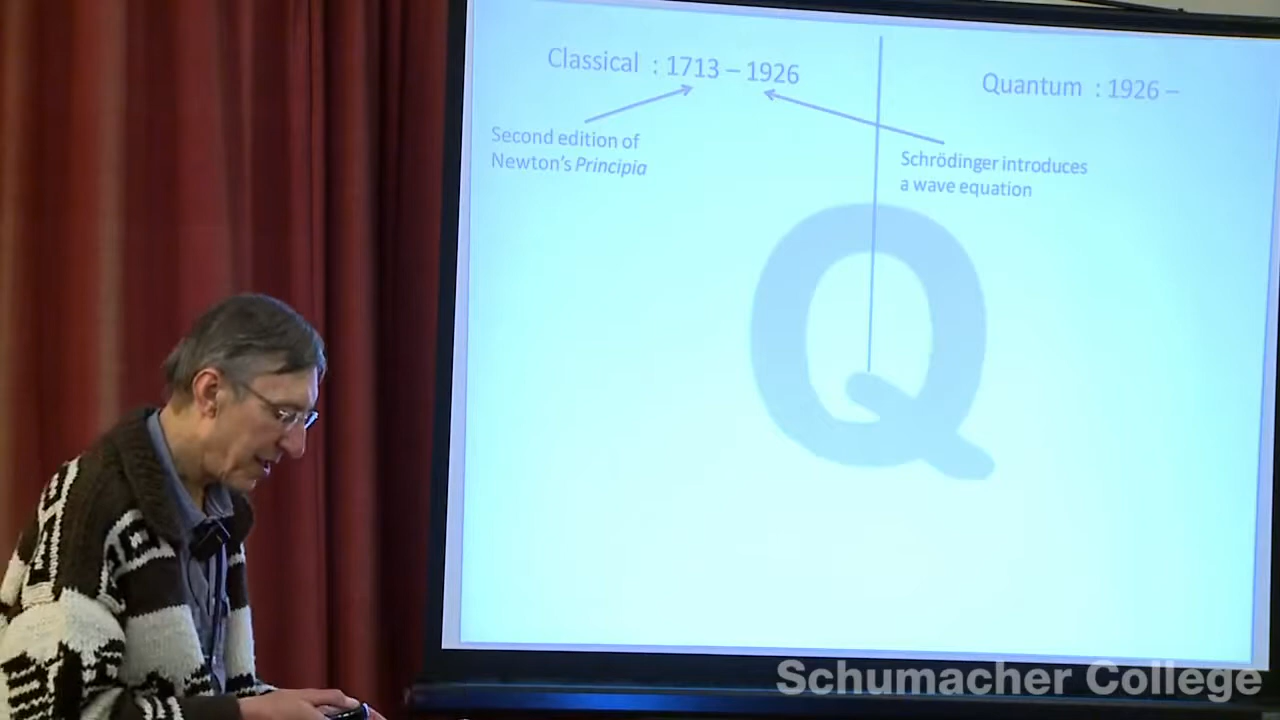 Classical : 1713 – 1926
Quantum : 1926 –
Second edition of
Newton's Principia
Schrödinger introduces
a wave equation
Q
Schumacher College